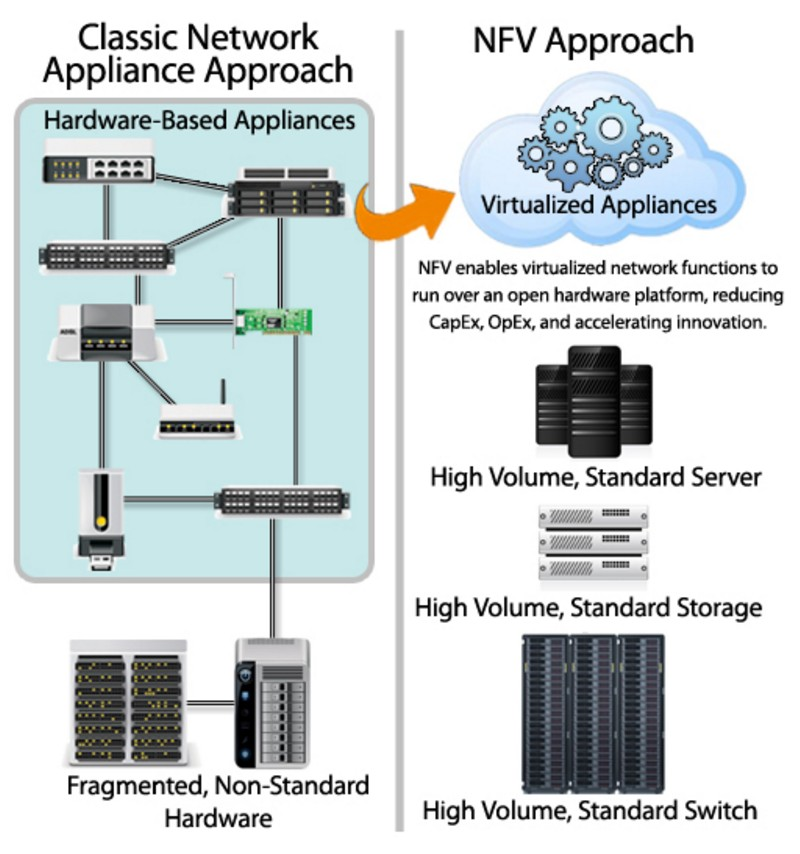 Classic Network
Appliance Approach
Hardware-Based Appliances
ADSL
Fragmented, Non-Standard
Hardware
NFV Approach
Virtualized Appliances
NFV enables virtualized network functions to
run over an open hardware platform, reducing
CapEx, OpEx, and accelerating innovation.
High Volume, Standard Server
High Volume, Standard Storage
High Volume, Standard Switch